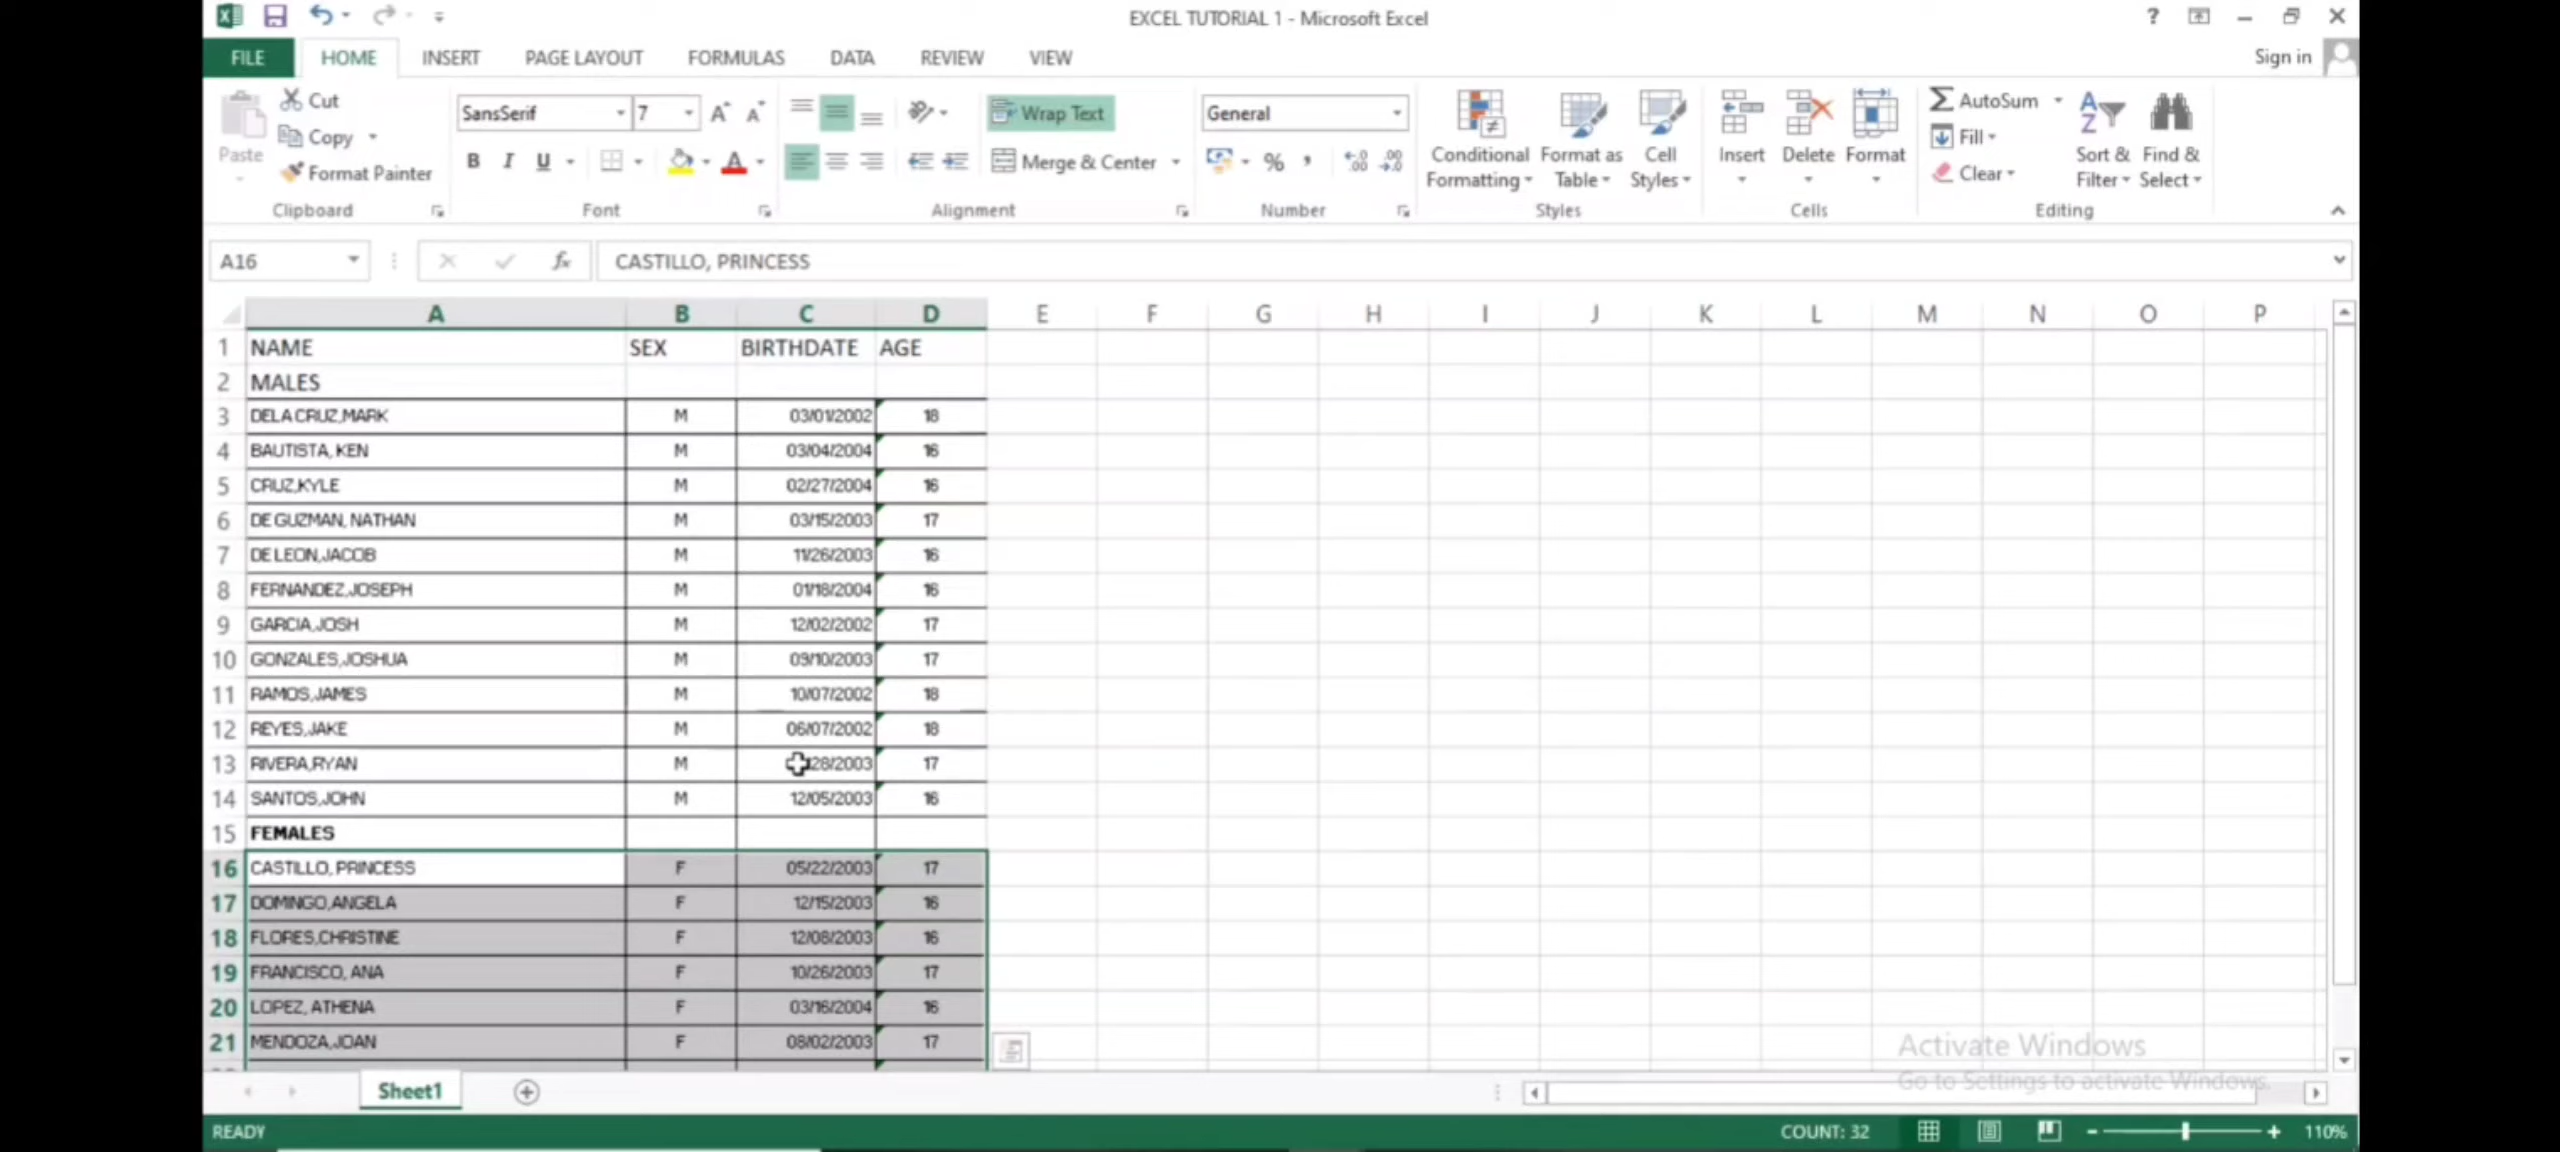 EXCEL TUTORIAL 1 - Microsoft Excel
?
FILE HOME INSERT PAGE LAYOUT FORMULAS DATA REVIEW VIEW Sign in
Paste Cut Copy Format Painter Clipboard
SansSerif 7 A A B I U A Font
Wrap Text Merge & Center Alignment
General % , Number
Conditional Formatting Format as Table Cell Styles Styles
Insert Delete Format Cells
AutoSum Fill Clear Sort & Filter Find & Select Editing
A16 fx CASTILLO, PRINCESS
A B C D E F G H I J K L M N O P
1 NAME SEX BIRTHDATE AGE
2 MALES
3 DELA CRUZ,MARK M 03/01/2002 18
4 BAUTISTA, KEN M 03/04/2004 16
5 CRUZ,KYLE M 02/27/2004 16
6 DE GUZMAN, NATHAN M 03/15/2003 17
7 DE LEON,JACOB M 11/26/2003 16
8 FERNANDEZ,JOSEPH M 01/18/2004 16
9 GARCIA,JOSH M 12/02/2002 17
10 GONZALES,JOSHUA M 09/10/2003 17
11 RAMOS,JAMES M 10/07/2002 18
12 REYES,JAKE M 06/07/2002 18
13 RIVERA,RYAN M 28/2003 17
14 SANTOS,JOHN M 12/05/2003 16
15 FEMALES
16 CASTILLO, PRINCESS F 05/22/2003 17
17 DOMINGO,ANGELA F 12/15/2003 16
18 FLORES,CHRISTINE F 12/08/2003 16
19 FRANCISCO, ANA F 10/26/2003 17
20 LOPEZ, ATHENA F 03/16/2004 16
21 MENDOZA,JOAN F 08/02/2003 17
Activate Windows
Go to Settings to activate Windows.
Sheet1
READY COUNT: 32 110%